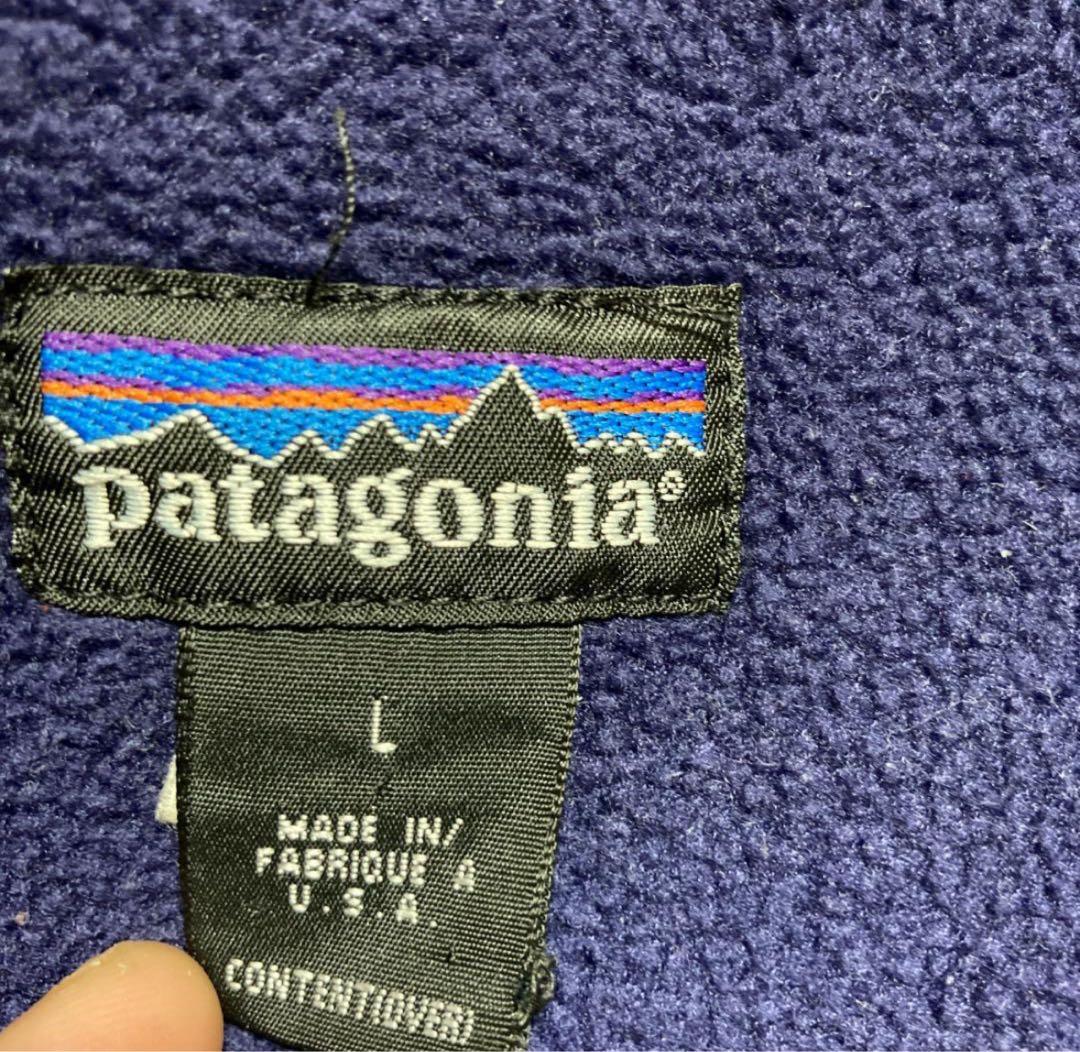 patagonia®
L
MADE IN/
FABRIQUE A
U.S.A.
CONTENT(OVER)